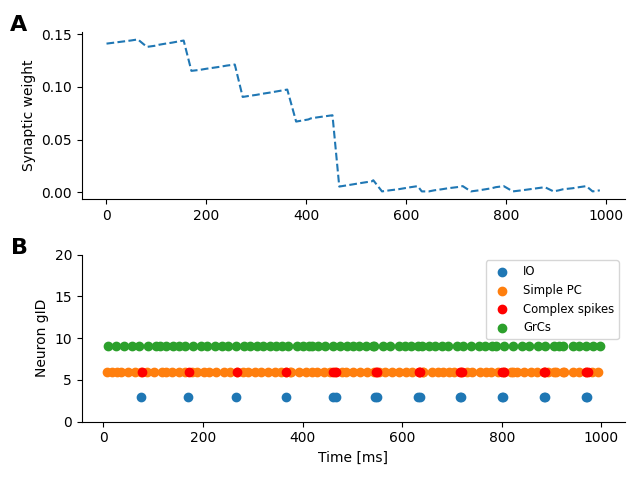 A
0.15
0.10
0.05
0.00
Synaptic weight
0 200 400 600 800 1000
B
20
15
10
5
0
Neuron gID
IO
Simple PC
Complex spikes
GrCs
0 200 400 600 800 1000
Time [ms]